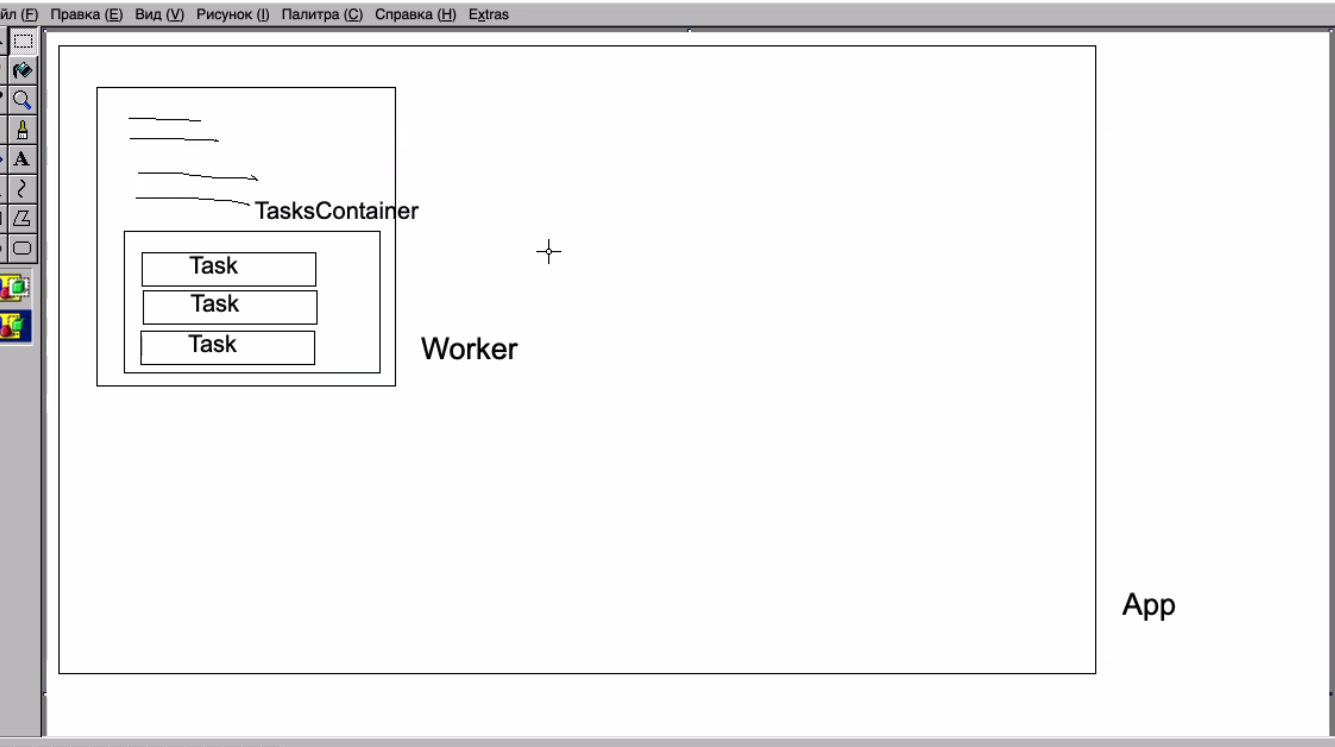 йл (F) Правка (E) Вид (V) Рисунок (I) Палитра (C) Справка (H) Extras
A
TasksContainer
Task
Task
Task
Worker
App